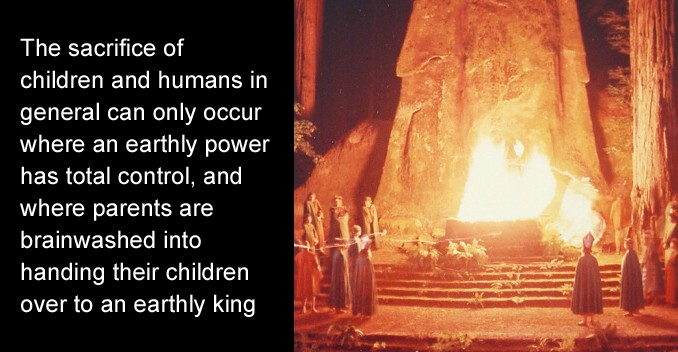 The sacrifice of
children and humans in
general can only occur
where an earthly power
has total control, and
where parents are
brainwashed into
handing their children
over to an earthly king